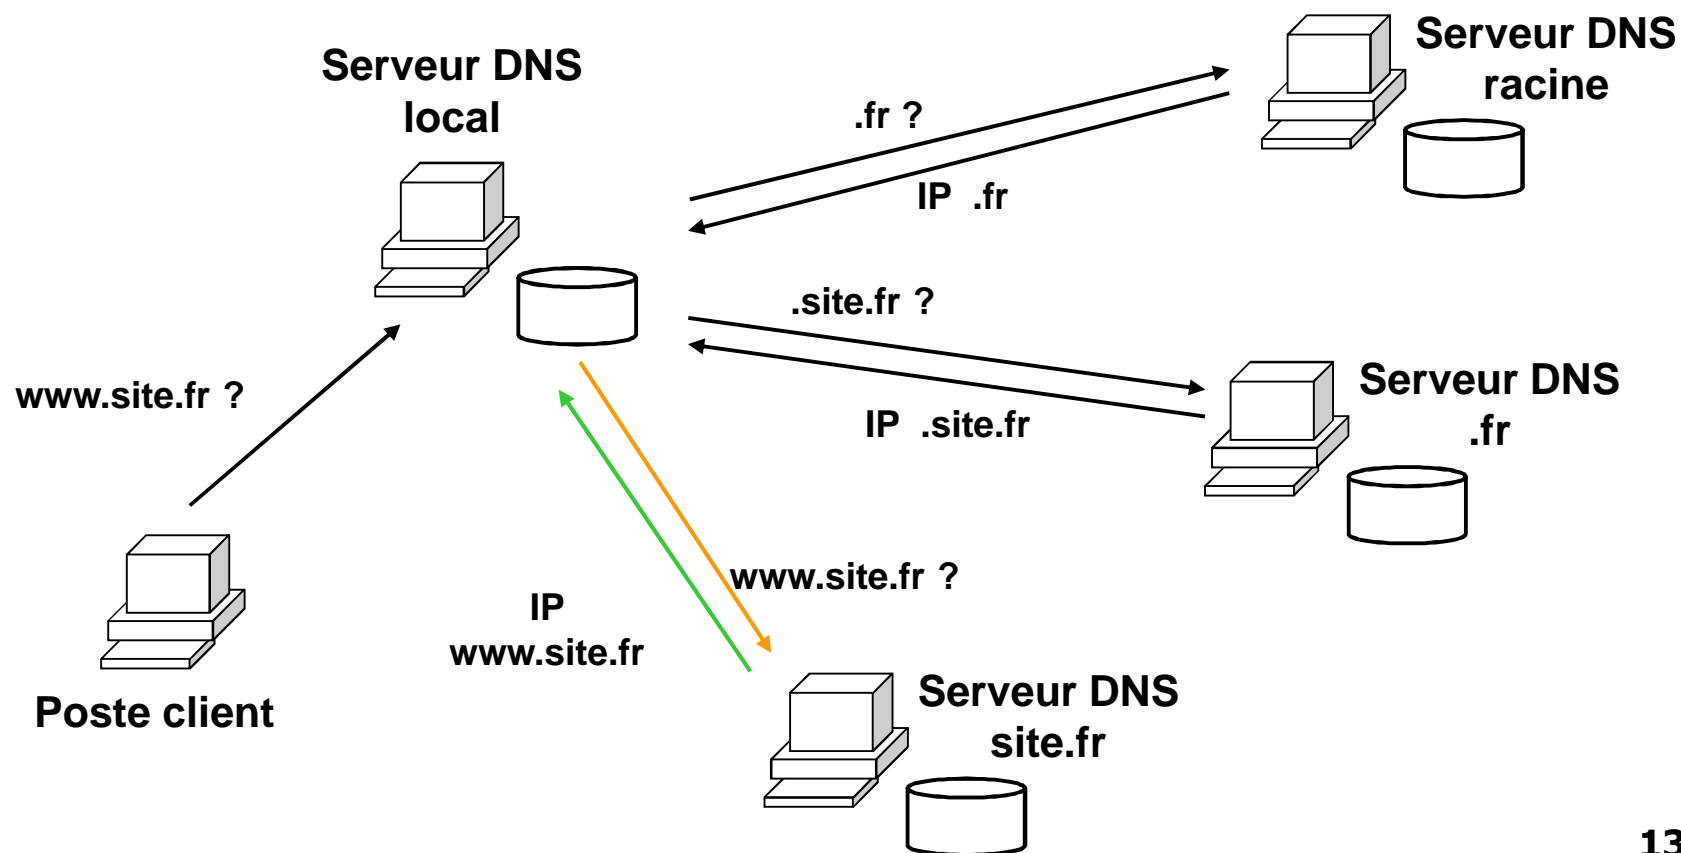 Serveur DNS
racine
Serveur DNS
local
.fr ?
IP .fr
.site.fr ?
www.site.fr ?
Serveur DNS
.fr
IP .site.fr
www.site.fr ?
IP
www.site.fr
Serveur DNS
site.fr
Poste client
13